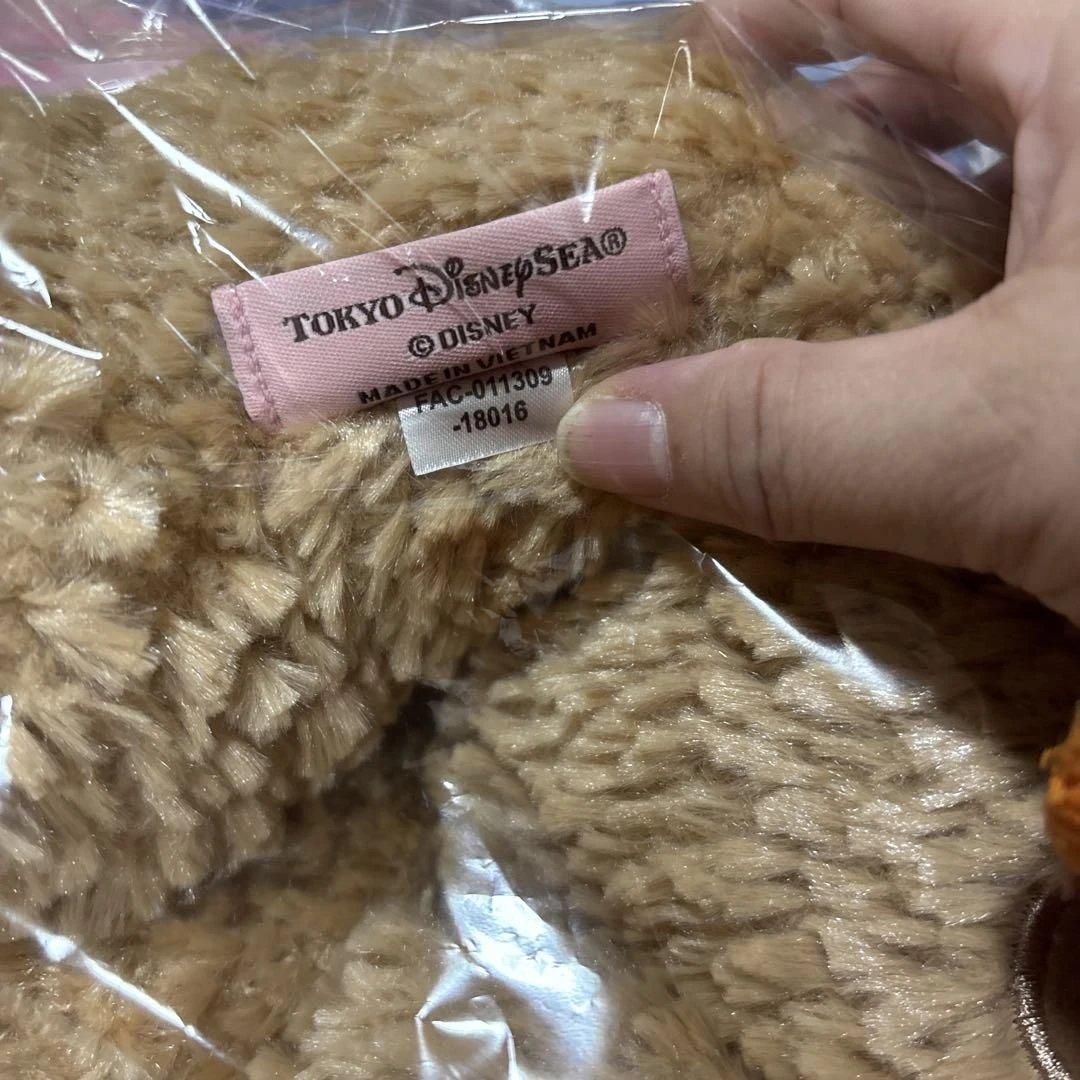 TOKYO DISNEYSEA®
©DISNEY
MADE IN VIETNAM
FAC-011309
-18016